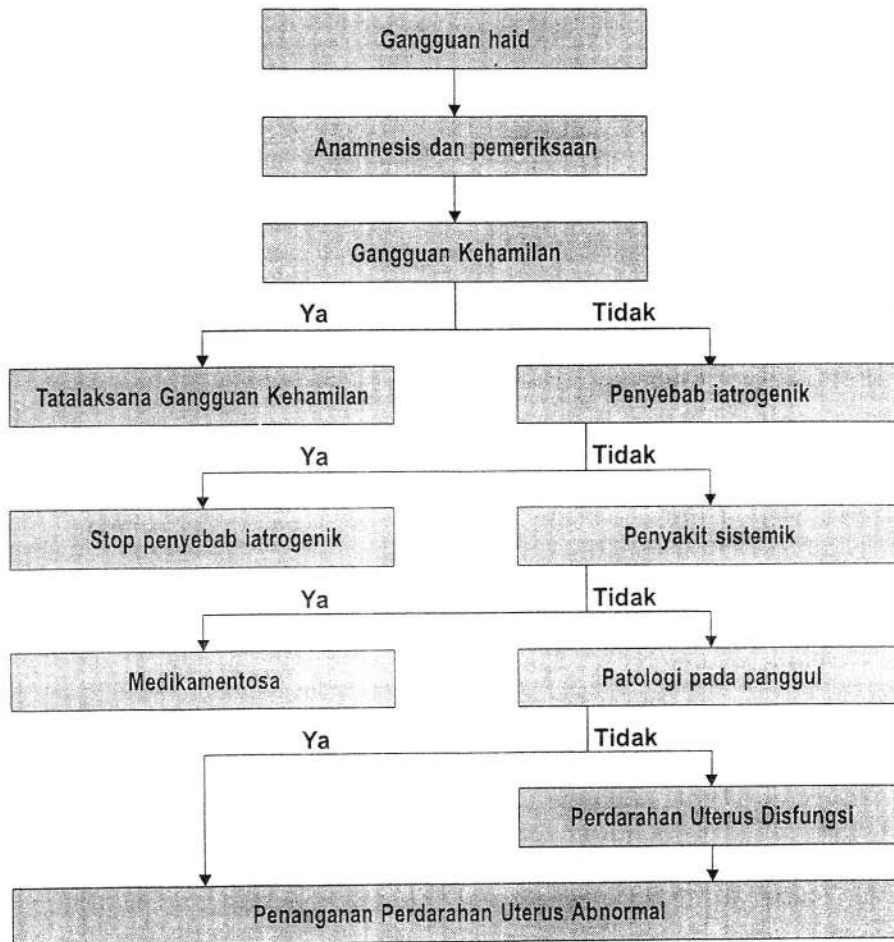 Gangguan haid
Anamnesis dan pemeriksaan
Gangguan Kehamilan
Ya
Tidak
Tatalaksana Gangguan Kehamilan
Penyebab iatrogenik
Ya
Tidak
Stop penyebab iatrogenik
Penyakit sistemik
Ya
Tidak
Medikamentosa
Patologi pada panggul
Ya
Tidak
Perdarahan Uterus Disfungsi
Penanganan Perdarahan Uterus Abnormal